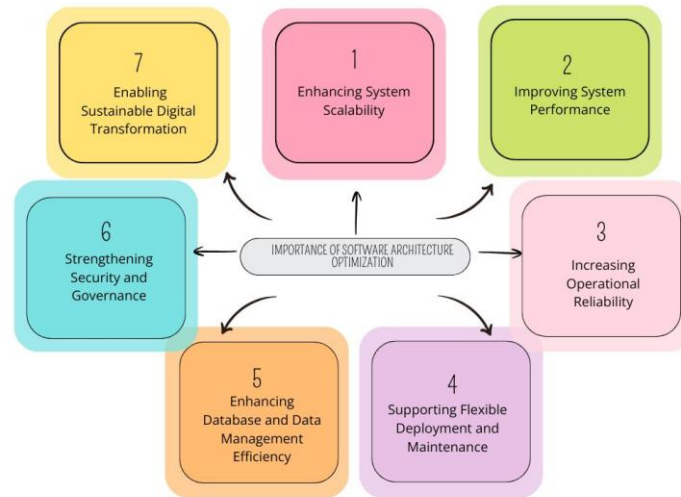 1
Enhancing System
Scalability
2
Improving System
Performance
3
Increasing
Operational
Reliability
4
Supporting Flexible
Deployment and
Maintenance
5
Enhancing
Database and Data
Management
Efficiency
6
Strengthening
Security and
Governance
7
Enabling
Sustainable Digital
Transformation
IMPORTANCE OF SOFTWARE ARCHITECTURE
OPTIMIZATION